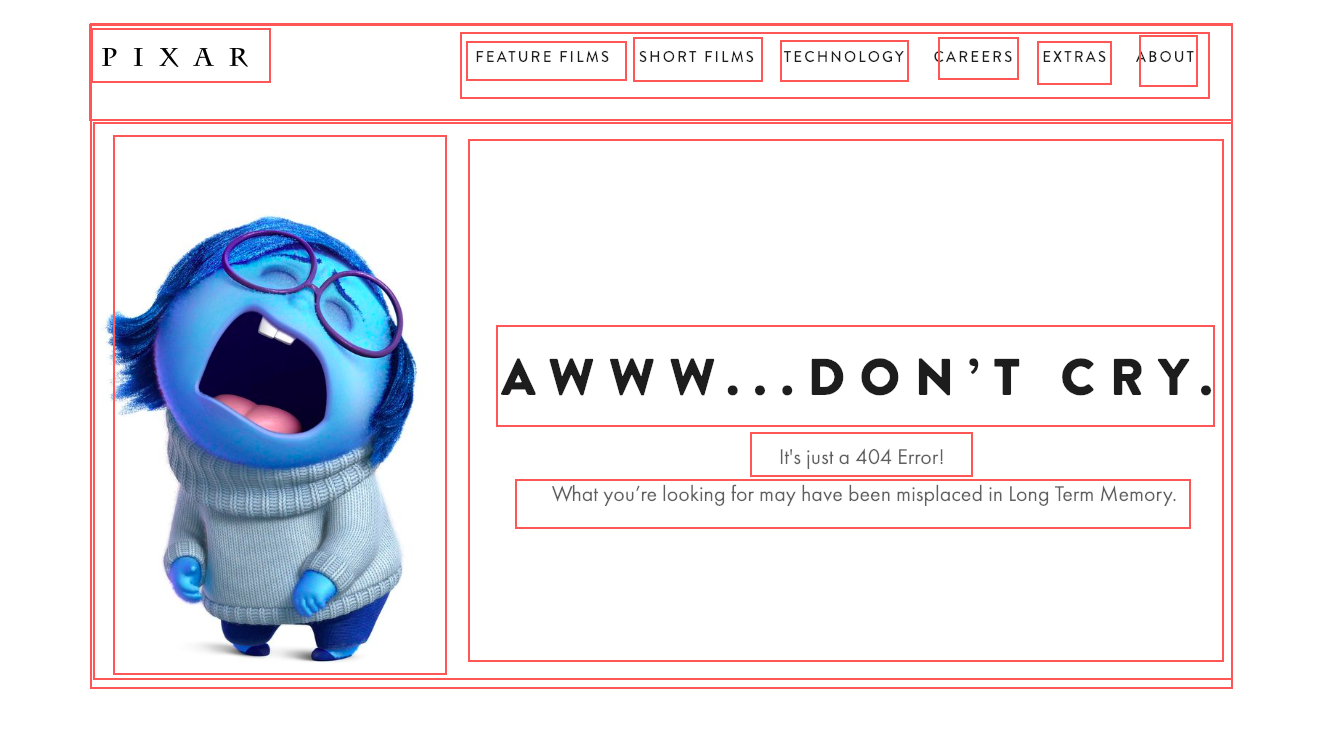 PIXAR
FEATURE FILMS SHORT FILMS TECHNOLOGY CAREERS EXTRAS ABOUT
AWWW...DON’T CRY.
It's just a 404 Error!
What you’re looking for may have been misplaced in Long Term Memory.